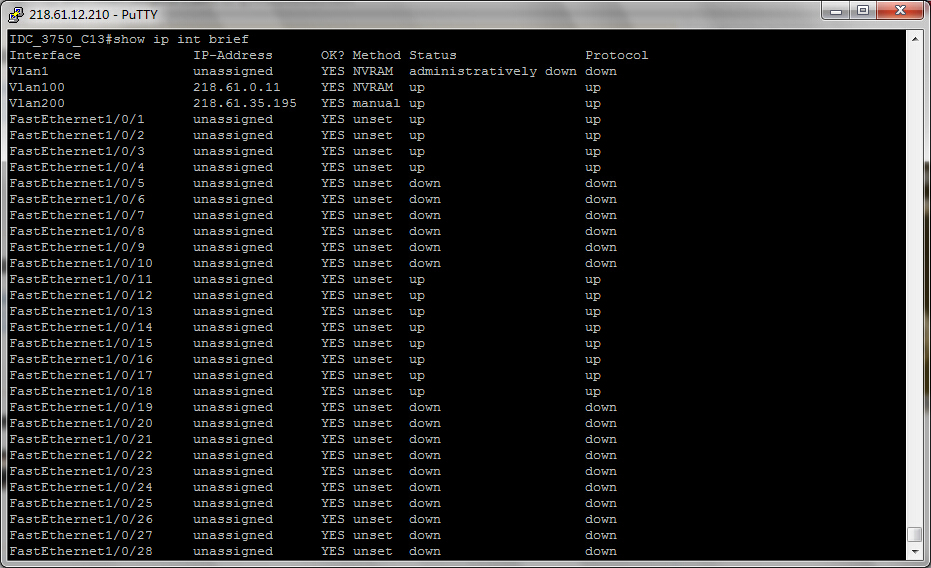 218.61.12.210 - PuTTY
IDC_3750_C13#show ip int brief
Interface IP-Address OK? Method Status Protocol
Vlan1 unassigned YES NVRAM administratively down down
Vlan100 218.61.0.11 YES NVRAM up up
Vlan200 218.61.35.195 YES manual up up
FastEthernet1/0/1 unassigned YES unset up up
FastEthernet1/0/2 unassigned YES unset up up
FastEthernet1/0/3 unassigned YES unset up up
FastEthernet1/0/4 unassigned YES unset up up
FastEthernet1/0/5 unassigned YES unset down down
FastEthernet1/0/6 unassigned YES unset down down
FastEthernet1/0/7 unassigned YES unset down down
FastEthernet1/0/8 unassigned YES unset down down
FastEthernet1/0/9 unassigned YES unset down down
FastEthernet1/0/10 unassigned YES unset down down
FastEthernet1/0/11 unassigned YES unset up up
FastEthernet1/0/12 unassigned YES unset up up
FastEthernet1/0/13 unassigned YES unset up up
FastEthernet1/0/14 unassigned YES unset up up
FastEthernet1/0/15 unassigned YES unset up up
FastEthernet1/0/16 unassigned YES unset up up
FastEthernet1/0/17 unassigned YES unset up up
FastEthernet1/0/18 unassigned YES unset up up
FastEthernet1/0/19 unassigned YES unset down down
FastEthernet1/0/20 unassigned YES unset down down
FastEthernet1/0/21 unassigned YES unset down down
FastEthernet1/0/22 unassigned YES unset down down
FastEthernet1/0/23 unassigned YES unset down down
FastEthernet1/0/24 unassigned YES unset down down
FastEthernet1/0/25 unassigned YES unset down down
FastEthernet1/0/26 unassigned YES unset down down
FastEthernet1/0/27 unassigned YES unset down down
FastEthernet1/0/28 unassigned YES unset down down